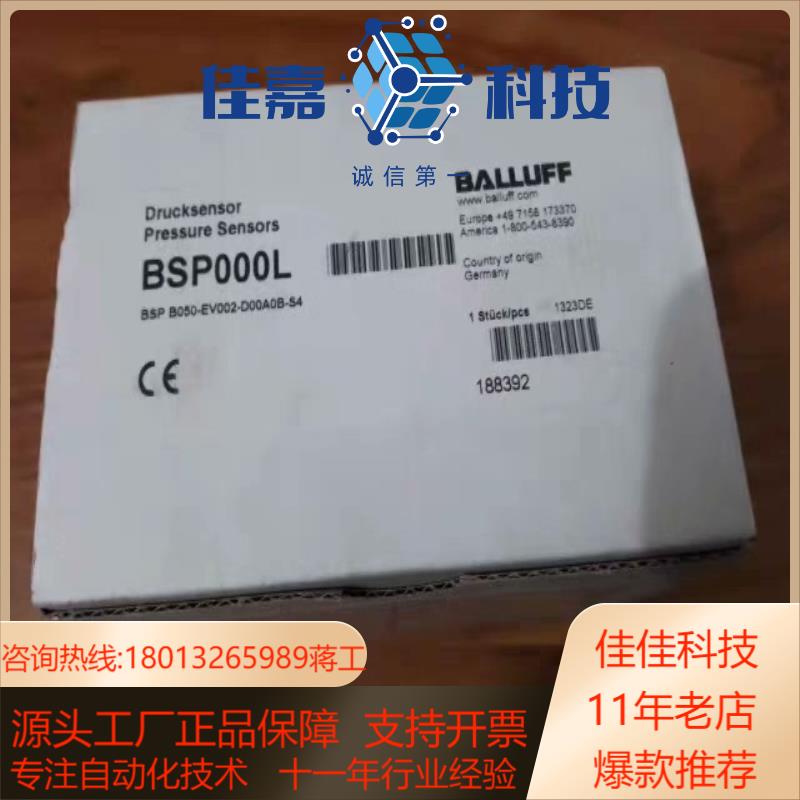 佳嘉 科技
诚信第一
BALLUFF
www.balluff.com
Europe +49 7158 173370
America 1-800-543-8390
Country of origin
Germany
Drucksensor
Pressure Sensors
BSP000L
BSP B050-EV002-D00A0B-S4
CE
1 Stück/pcs 1323DE
188392
咨询热线:18013265989蒋工
源头工厂正品保障 支持开票
专注自动化技术 十一年行业经验
佳佳科技
11年老店
爆款推荐